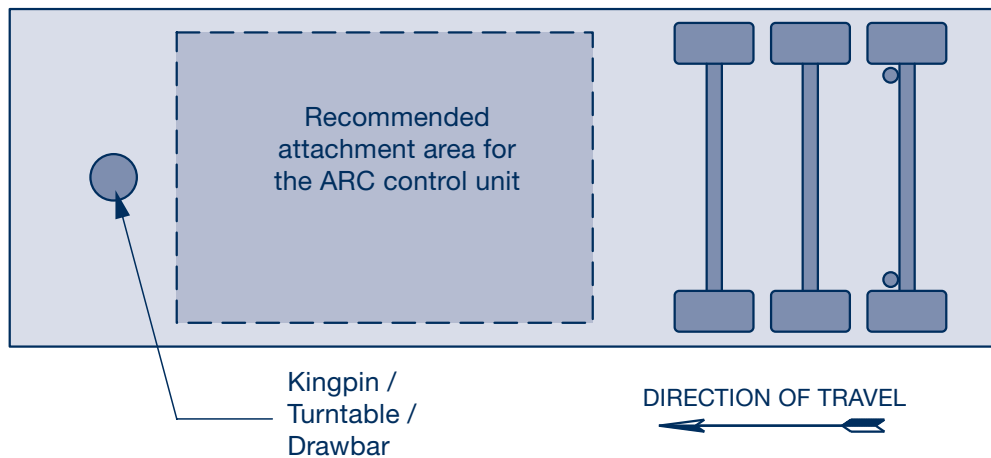 Recommended
attachment area for
the ARC control unit
Kingpin /
Turntable /
Drawbar
DIRECTION OF TRAVEL